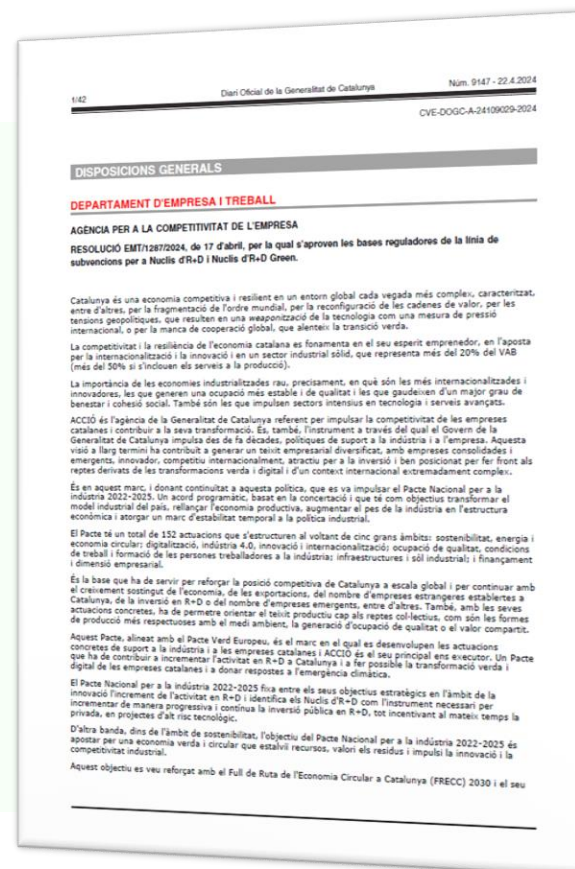 1/42
Diari Oficial de la Generalitat de Catalunya
Núm. 9147 - 22.4.2024
CVE-DOGC-A-24109029-2024
DISPOSICIONS GENERALS
DEPARTAMENT D'EMPRESA I TREBALL
AGÈNCIA PER A LA COMPETITIVITAT DE L'EMPRESA
RESOLUCIÓ EMT/1287/2024, de 17 d'abril, per la qual s'aproven les bases reguladores de la línia de
subvencions per a Nuclis d'R+D i Nuclis d'R+D Green.
Catalunya és una economia competitiva i resilient en un entorn global cada vegada més complex, caracteritzat,
entre d'altres, per la fragmentació de l'ordre mundial, per la reconfiguració de les cadenes de valor, per les
tensions geopolítiques, que resulten en una weaponització de la tecnologia com una mesura de pressió
internacional, o per la manca de cooperació global, que alenteix la transició verda.
La competitivitat i la resiliència de l'economia catalana es fonamenta en el seu esperit emprenedor, en l'aposta
per la internacionalització i la innovació i en un sector industrial sòlid, que representa més del 20% del VAB
(més del 50% si s'inclouen els serveis a la producció).
La importància de les economies industrialitzades rau, precisament, en què són les més internacionalitzades i
innovadores, les que generen una ocupació més estable i de qualitat i les que gaudeixen d'un major grau de
benestar i cohesió social. També són les que impulsen sectors intensius en tecnologia i serveis avançats.
ACCIÓ és l'agència de la Generalitat de Catalunya referent per impulsar la competitivitat de les empreses
catalanes i contribuir a la seva transformació. És, també, l'instrument a través del qual el Govern de la
Generalitat de Catalunya impulsa des de fa dècades, polítiques de suport a la indústria i a l'empresa. Aquesta
visió a llarg termini ha contribuït a generar un teixit empresarial diversificat, amb empreses consolidades i
emergents, innovador, competitiu internacionalment, atractiu per a la inversió i ben posicionat per fer front als
reptes derivats de les transformacions verda i digital i d'un context internacional extremadament complex.
És en aquest marc, i donant continuïtat a aquesta política, que es va impulsar el Pacte Nacional per a la
indústria 2022-2025. Un acord programàtic, basat en la concertació i que té com objectius transformar el
model industrial del país, rellançar l'economia productiva, augmentar el pes de la indústria en l'estructura
econòmica i atorgar un marc d'estabilitat temporal a la política industrial.
El Pacte té un total de 152 actuacions que s'estructuren al voltant de cinc grans àmbits: sostenibilitat, energia i
economia circular; digitalització, indústria 4.0, innovació i internacionalització; ocupació de qualitat, condicions
de treball i formació de les persones treballadores a la indústria; infraestructures i sòl industrial; i finançament
i dimensió empresarial.
És la base que ha de servir per reforçar la posició competitiva de Catalunya a escala global i per continuar amb
el creixement sostingut de l'economia, de les exportacions, del nombre d'empreses estrangeres establertes a
Catalunya, de la inversió en R+D o del nombre d'empreses emergents, entre d'altres. També, amb les seves
actuacions concretes, ha de permetre orientar el teixit productiu cap als reptes col·lectius, com són les formes
de producció més respectuoses amb el medi ambient, la generació d'ocupació de qualitat o el valor compartit.
Aquest Pacte, alineat amb el Pacte Verd Europeu, és el marc en el qual es desenvolupen les actuacions
concretes de suport a la indústria i a les empreses catalanes i ACCIÓ és el seu principal ens executor. Un Pacte
que ha de contribuir a incrementar l'activitat en R+D a Catalunya i a fer possible la transformació verda i
digital de les empreses catalanes i a donar respostes a l'emergència climàtica.
El Pacte Nacional per a la indústria 2022-2025 fixa entre els seus objectius estratègics en l'àmbit de la
innovació l'increment de l'activitat en R+D i identifica els Nuclis d'R+D com l'instrument necessari per
incrementar de manera progressiva i contínua la inversió pública en R+D, tot incentivant al mateix temps la
privada, en projectes d'alt risc tecnològic.
D'altra banda, dins de l'àmbit de sostenibilitat, l'objectiu del Pacte Nacional per a la indústria 2022-2025 és
apostar per una economia verda i circular que estalviï recursos, valori els residus i impulsi la innovació i la
competitivitat industrial.
Aquest objectiu es veu reforçat amb el Full de Ruta de l'Economia Circular a Catalunya (FRECC) 2030 i el seu